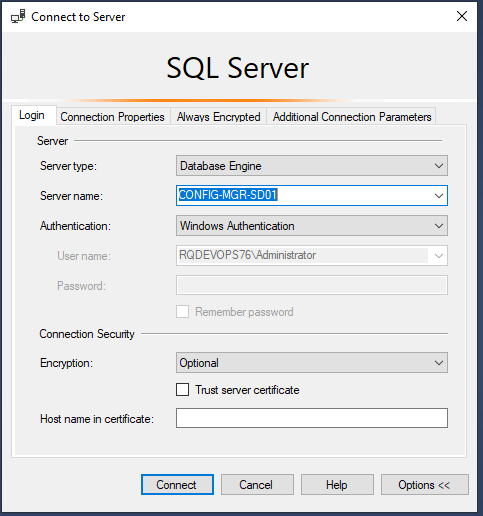 Connect to Server
SQL Server
Login Connection Properties Always Encrypted Additional Connection Parameters
Server
Server type: Database Engine
Server name: CONFIG-MGR-SD01
Authentication: Windows Authentication
User name: RQDEVOPS76\Administrator
Password:
Remember password
Connection Security
Encryption: Optional
Trust server certificate
Host name in certificate:
Connect Cancel Help Options <<